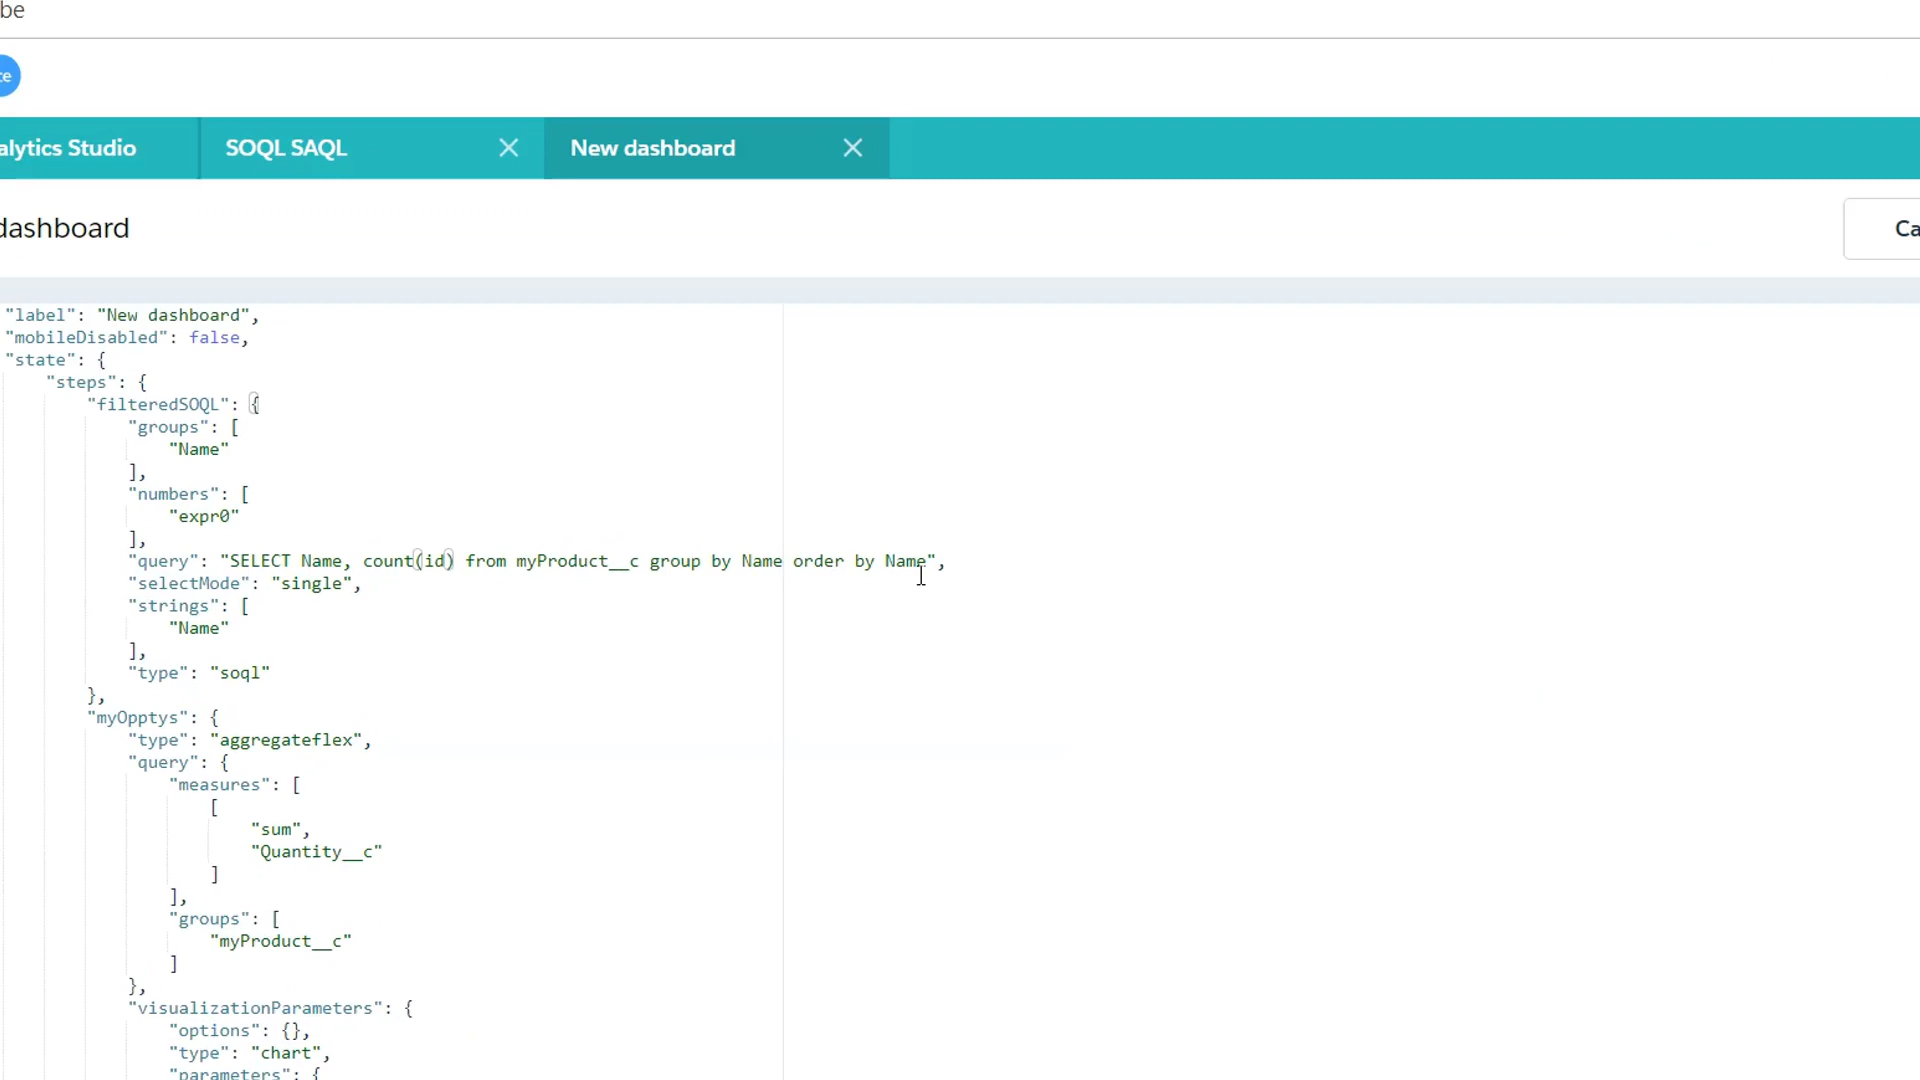 be
ce
alytics Studio
SOQL SAQL
New dashboard
dashboard
Ca
"label": "New dashboard",
"mobileDisabled": false,
"state": {
"steps": {
"filteredSOQL": {
"groups": [
"Name"
],
"numbers": [
"expr0"
],
"query": "SELECT Name, count(id) from myProduct__c group by Name order by Name",
"selectMode": "single",
"strings": [
"Name"
],
"type": "soql"
},
"myOpptys": {
"type": "aggregateflex",
"query": {
"measures": [
[
"sum",
"Quantity__c"
]
],
"groups": [
"myProduct__c"
]
},
"visualizationParameters": {
"options": {},
"type": "chart",
"parameters": {